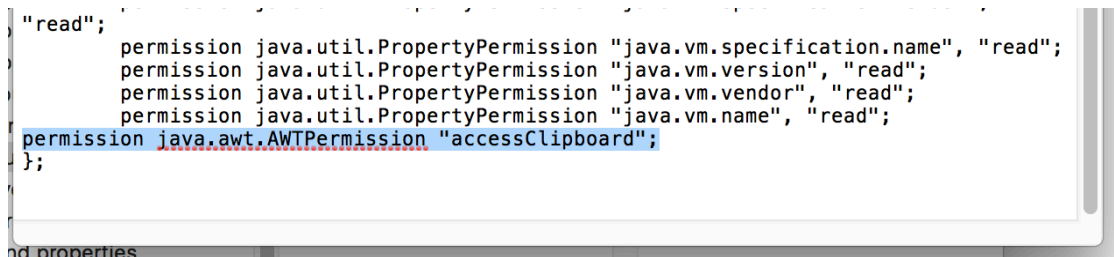 "read";
permission java.util.PropertyPermission "java.vm.specification.name", "read";
permission java.util.PropertyPermission "java.vm.version", "read";
permission java.util.PropertyPermission "java.vm.vendor", "read";
permission java.util.PropertyPermission "java.vm.name", "read";
permission java.awt.AWTPermission "accessClipboard";
};
properties